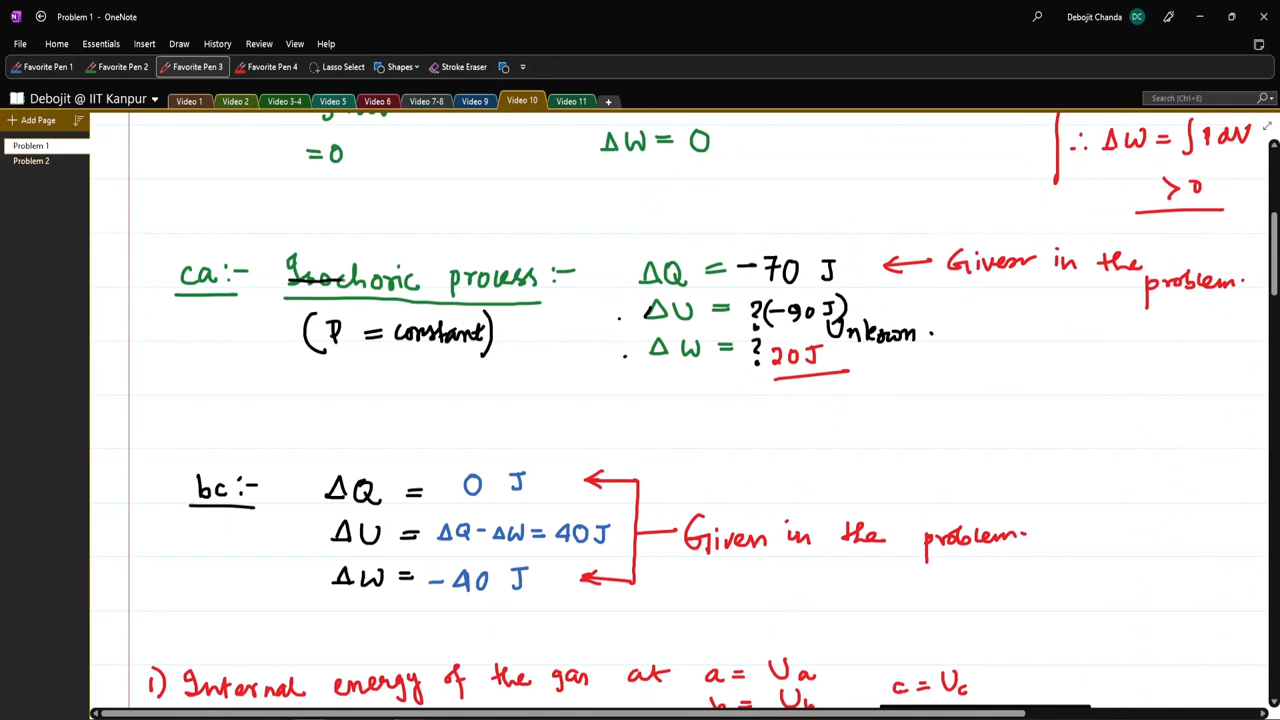 Problem 1 - OneNote
Debojit Chanda DC
File Home Essentials Insert Draw History Review View Help
Favorite Pen 1 Favorite Pen 2 Favorite Pen 3 Favorite Pen 4 Lasso Select Shapes Stroke Eraser
Debojit @ IIT Kanpur Video 1 Video 2 Video 3-4 Video 5 Video 6 Video 7-8 Video 9 Video 10 Video 11 +
Search (Ctrl+E)
+ Add Page
Problem 1
Problem 2
= 0
ΔW = 0
∴ ΔW = ∫P dV
> 0
ca :- Isochoric process :- ΔQ = -70 J ← Given in the problem.
(P = constant)
ΔU = ? (-90 J) Unkown.
ΔW = ? 20 J
bc :- ΔQ = 0 J
ΔU = ΔQ - ΔW = 40 J Given in the problem.
ΔW = -40 J
1) Internal energy of the gan at a = Ua c = Uc
b = Ub